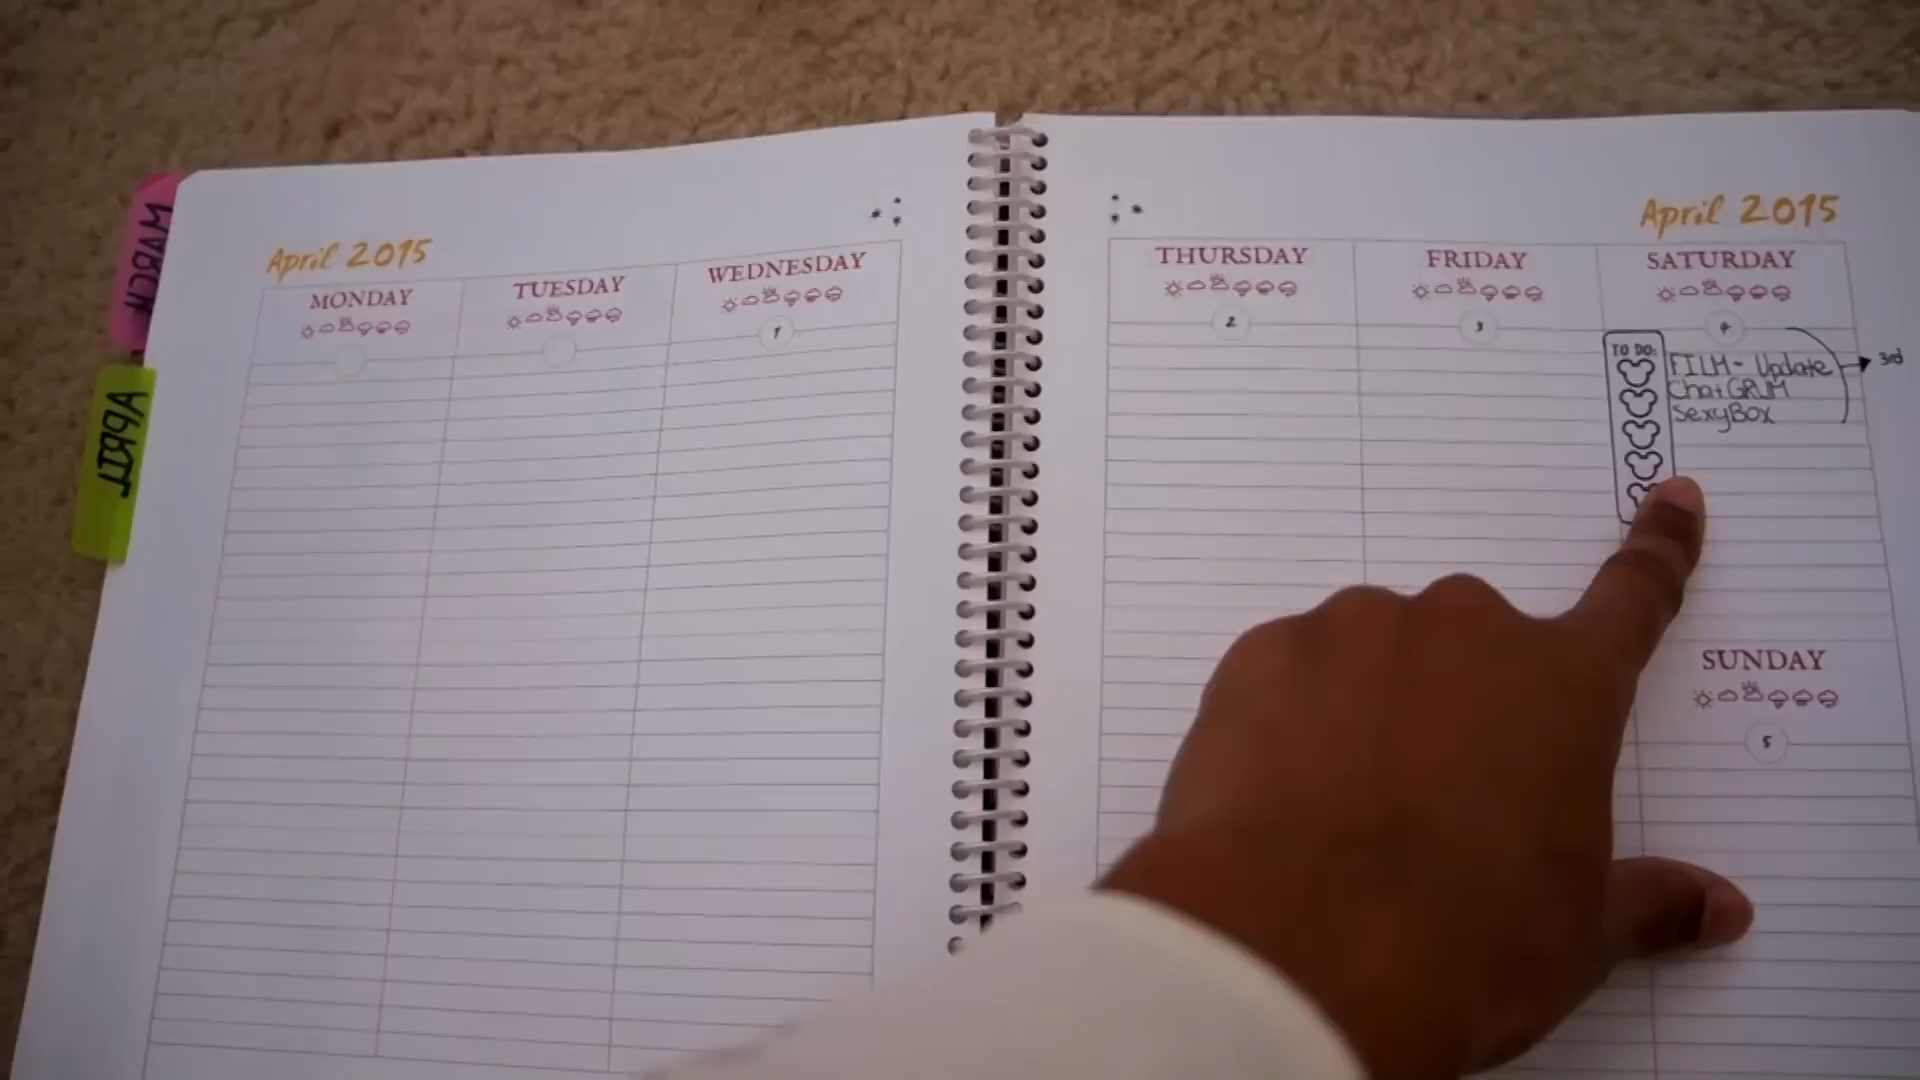 MARCH
APRIL
April 2015
MONDAY
TUESDAY
WEDNESDAY
1
April 2015
THURSDAY
FRIDAY
SATURDAY
2
3
4
TO DO:
FILM - Update
ChatGRLM
SexyBox
3rd
SUNDAY
5